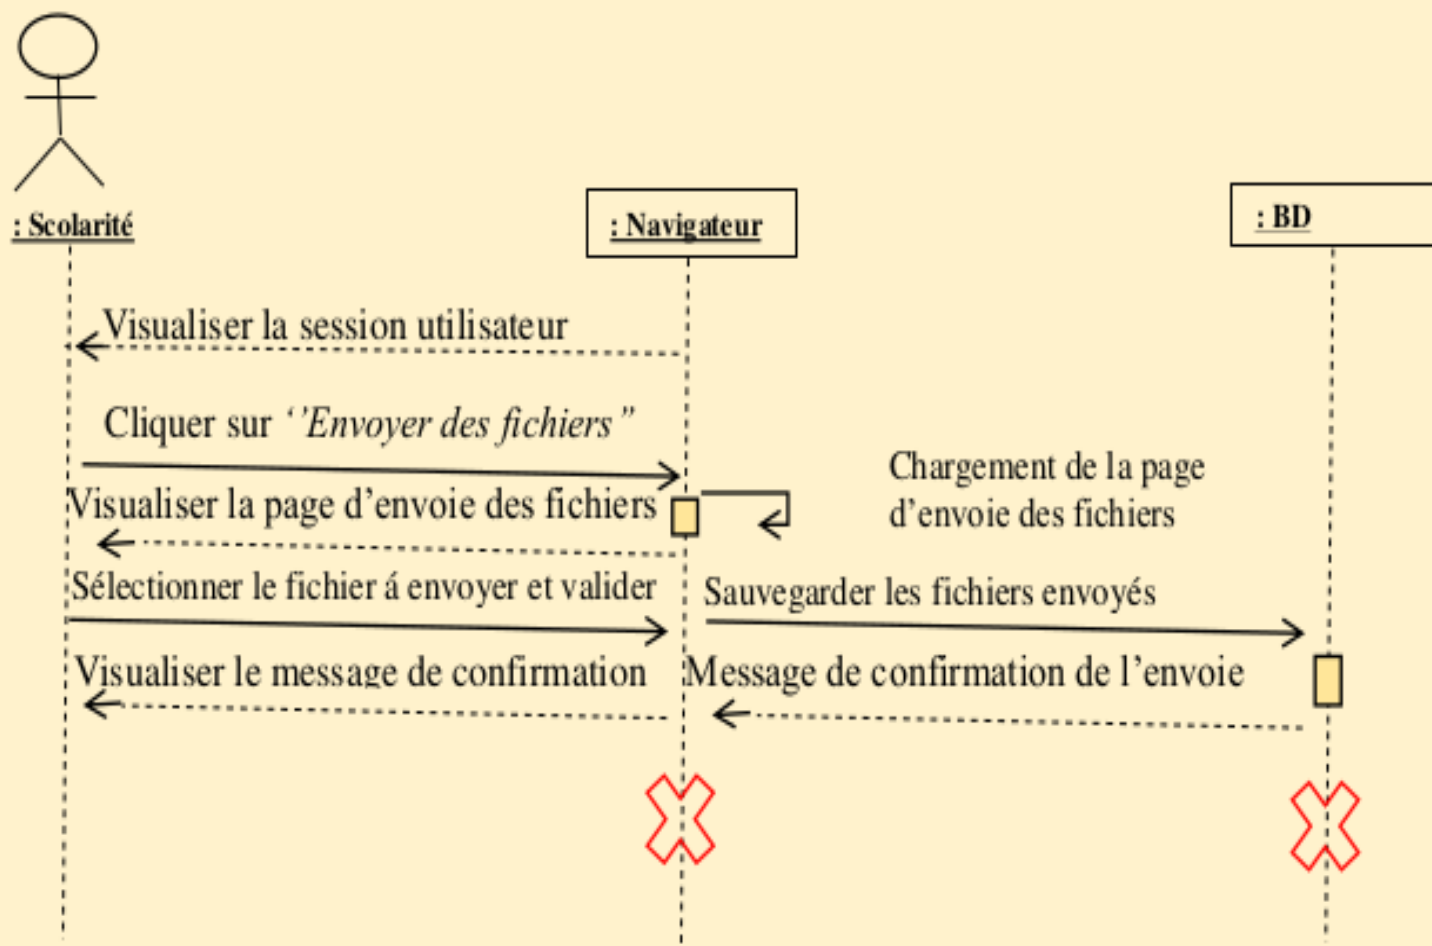 : Scolarité
: Navigateur
: BD
Visualiser la session utilisateur
Cliquer sur ‘’Envoyer des fichiers”
Chargement de la page
d’envoie des fichiers
Visualiser la page d’envoie des fichiers
Sélectionner le fichier á envoyer et valider
Sauvegarder les fichiers envoyés
Visualiser le message de confirmation
Message de confirmation de l’envoie